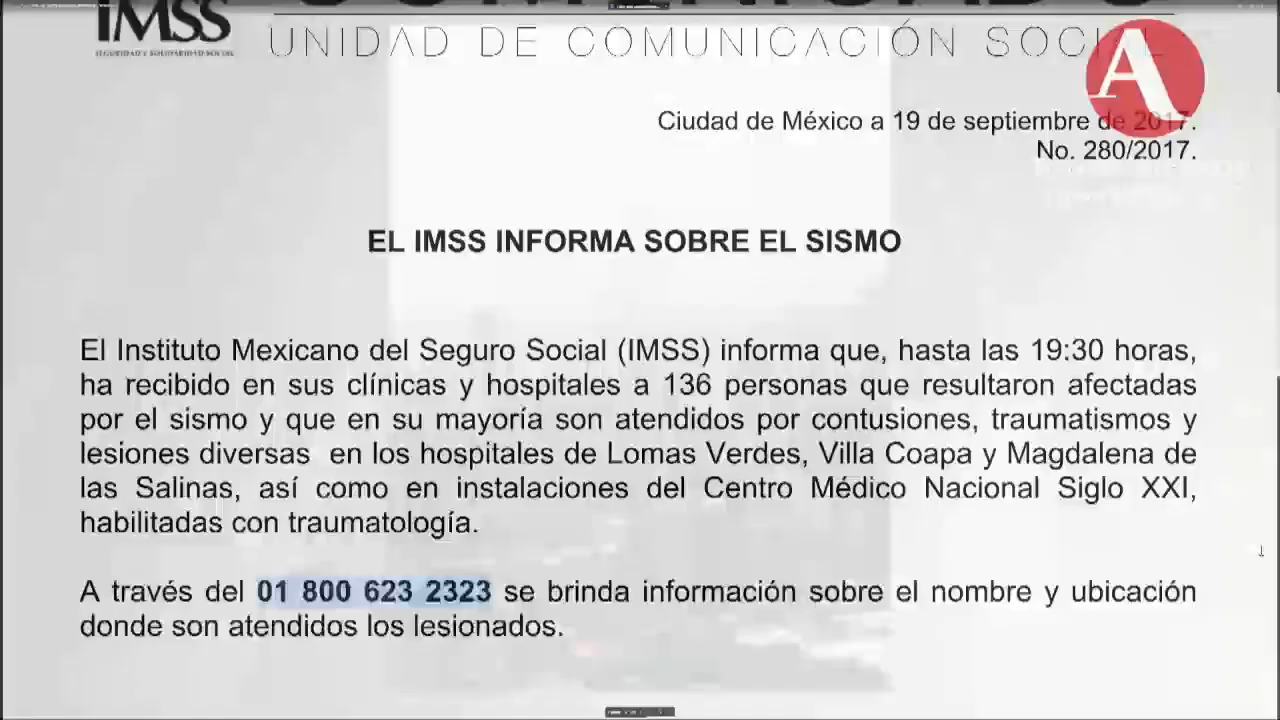 IMSS
SEGURIDAD Y SOLIDARIDAD SOCIAL
UNIDAD DE COMUNICACIÓN SOCIAL
A
Ciudad de México a 19 de septiembre de 2017.
No. 280/2017.
EL IMSS INFORMA SOBRE EL SISMO
El Instituto Mexicano del Seguro Social (IMSS) informa que, hasta las 19:30 horas,
ha recibido en sus clínicas y hospitales a 136 personas que resultaron afectadas
por el sismo y que en su mayoría son atendidos por contusiones, traumatismos y
lesiones diversas en los hospitales de Lomas Verdes, Villa Coapa y Magdalena de
las Salinas, así como en instalaciones del Centro Médico Nacional Siglo XXI,
habilitadas con traumatología.
A través del 01 800 623 2323 se brinda información sobre el nombre y ubicación
donde son atendidos los lesionados.